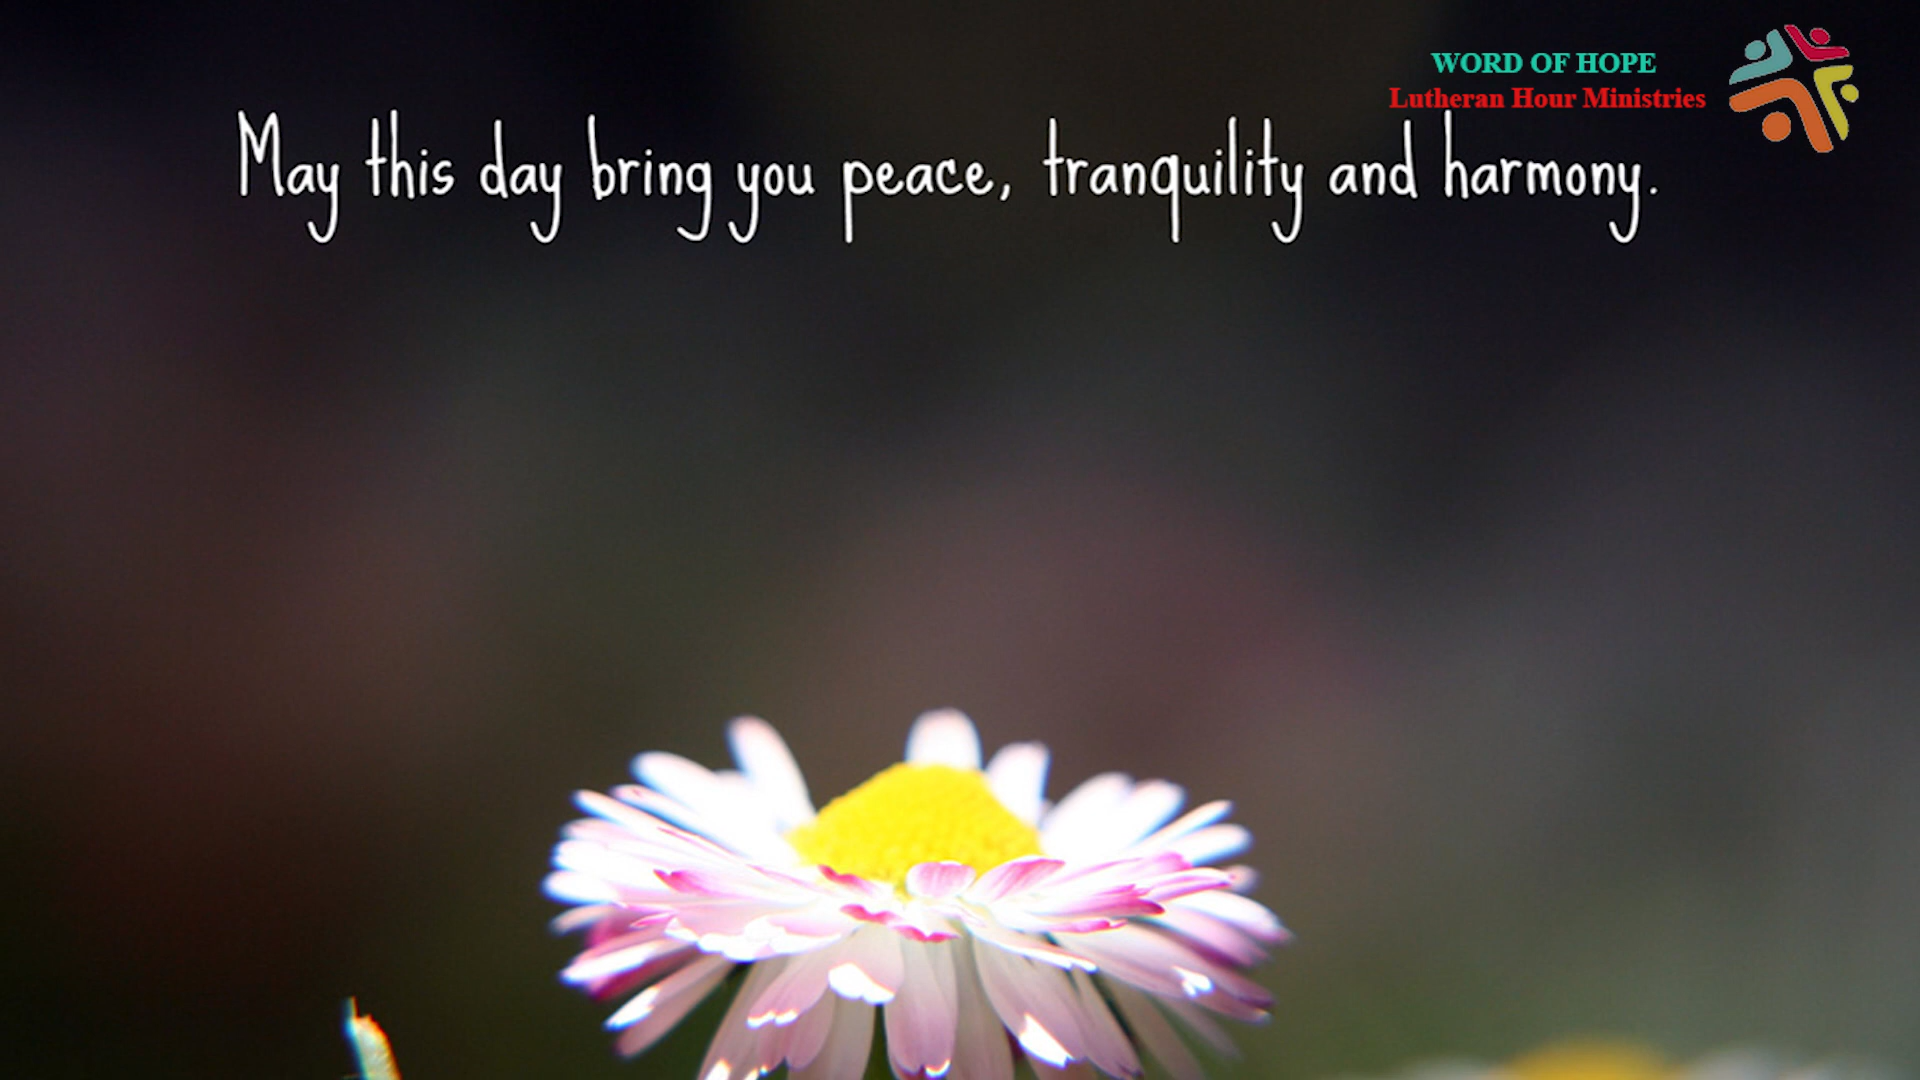 WORD OF HOPE
Lutheran Hour Ministries
May this day bring you peace, tranquility and harmony.